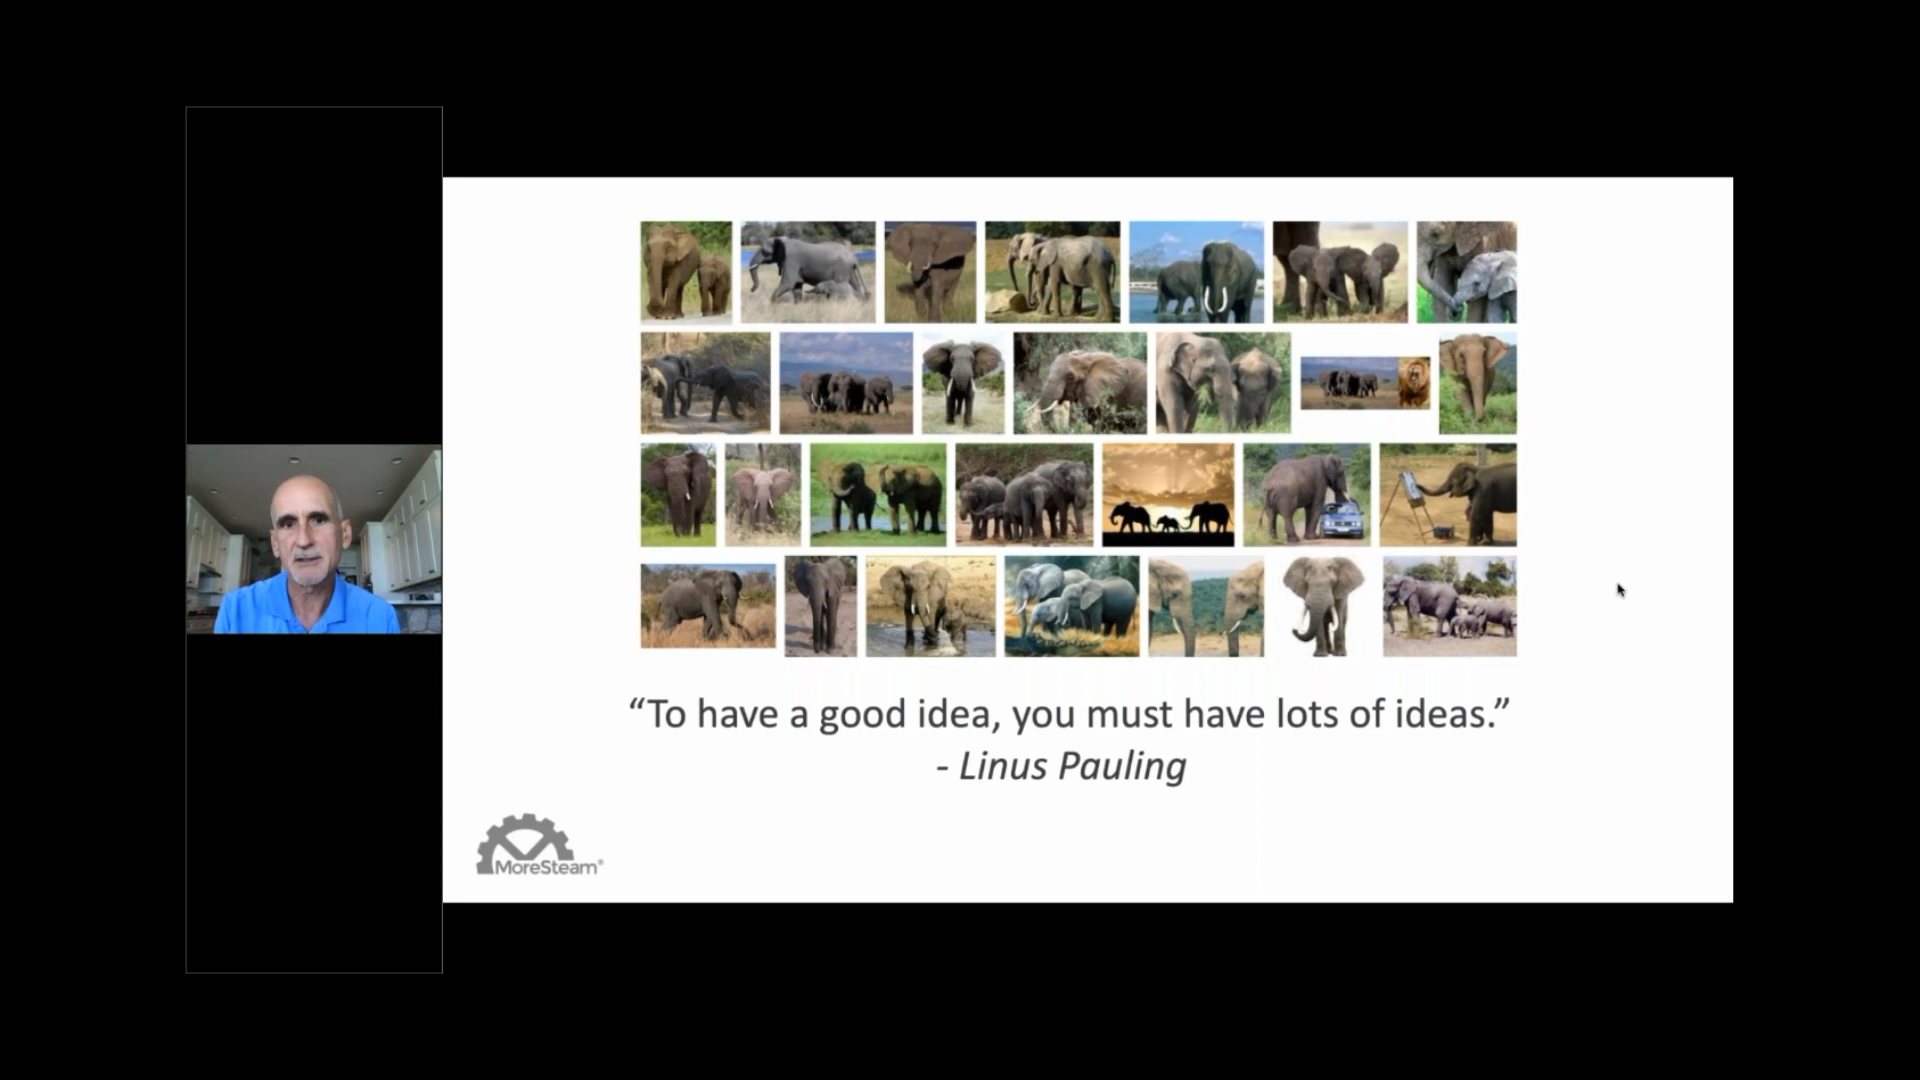 “To have a good idea, you must have lots of ideas.”
- Linus Pauling
MoreSteam®